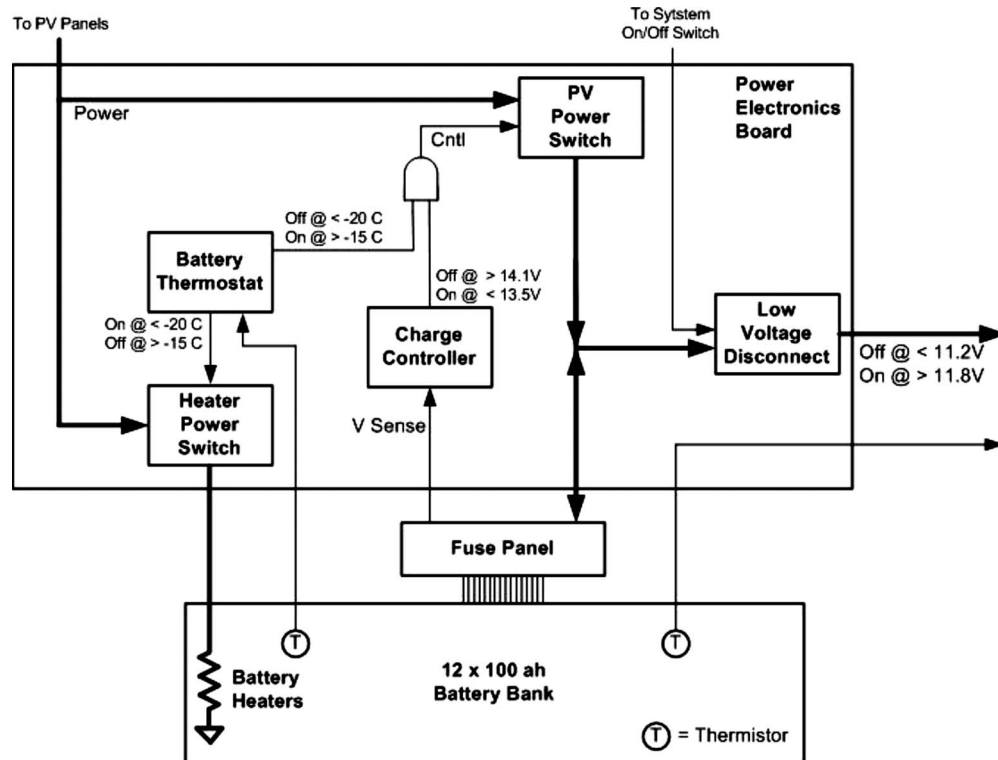 To PV Panels
To Sytstem
On/Off Switch
Power
PV
Power
Switch
Power
Electronics
Board
Cntl
Off @ < -20 C
On @ > -15 C
Battery
Thermostat
Off @ > 14.1V
On @ < 13.5V
Low
Voltage
Disconnect
On @ < -20 C
Off @ > -15 C
Charge
Controller
Off @ < 11.2V
On @ > 11.8V
Heater
Power
Switch
V Sense
Fuse Panel
T
T
Battery
Heaters
12 x 100 ah
Battery Bank
T = Thermistor